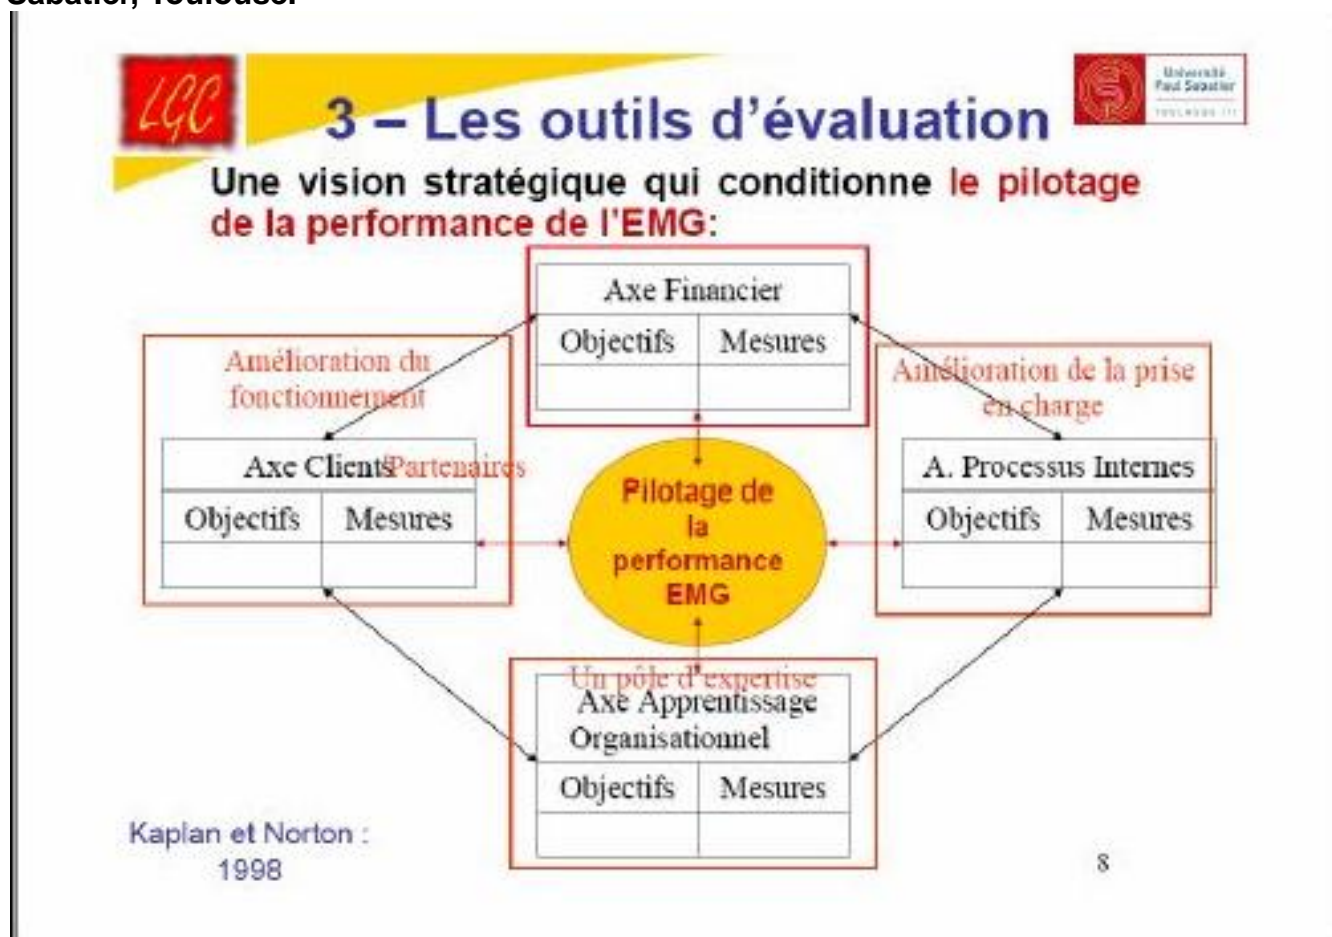 Sabatier, Toulouse.
LGC
Université
Paul Sabatier
TOULOUSE III
3 – Les outils d'évaluation
Une vision stratégique qui conditionne le pilotage
de la performance de l'EMG:
Axe Financier
Objectifs Mesures
Amélioration du
fonctionnement
Axe Clients/Partenaires
Objectifs Mesures
Pilotage de
la
performance
EMG
Amélioration de la prise
en charge
A. Processus Internes
Objectifs Mesures
Un pôle d'expertise
Axe Apprentissage
Organisationnel
Objectifs Mesures
Kaplan et Norton :
1998
8